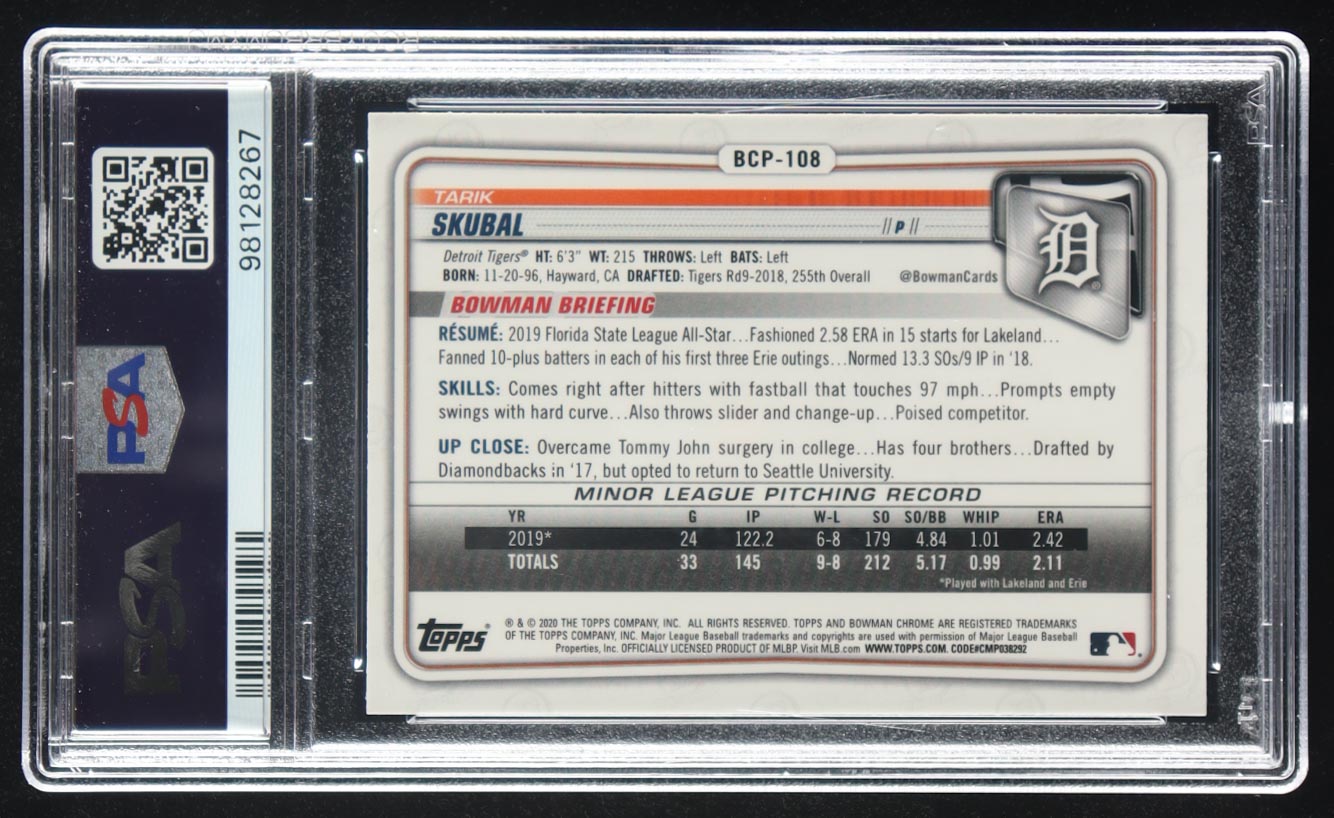 98128267
PSA
PSA
BCP-108
TARIK
SKUBAL // P //
Detroit Tigers® HT: 6'3" WT: 215 THROWS: Left BATS: Left
BORN: 11-20-96, Hayward, CA DRAFTED: Tigers Rd9-2018, 255th Overall @BowmanCards
D
BOWMAN BRIEFING
RÉSUMÉ: 2019 Florida State League All-Star...Fashioned 2.58 ERA in 15 starts for Lakeland...
Fanned 10-plus batters in each of his first three Erie outings...Normed 13.3 SOs/9 IP in '18.
SKILLS: Comes right after hitters with fastball that touches 97 mph...Prompts empty
swings with hard curve...Also throws slider and change-up...Poised competitor.
UP CLOSE: Overcame Tommy John surgery in college...Has four brothers...Drafted by
Diamondbacks in '17, but opted to return to Seattle University.
MINOR LEAGUE PITCHING RECORD
YR G IP W-L SO SO/BB WHIP ERA
2019* 24 122.2 6-8 179 4.84 1.01 2.42
TOTALS 33 145 9-8 212 5.17 0.99 2.11
*Played with Lakeland and Erie
Topps®
® & © 2020 THE TOPPS COMPANY, INC. ALL RIGHTS RESERVED. TOPPS AND BOWMAN CHROME ARE REGISTERED TRADEMARKS
OF THE TOPPS COMPANY, INC. Major League Baseball trademarks and copyrights are used with permission of Major League Baseball
Properties, Inc. OFFICIALLY LICENSED PRODUCT OF MLBP. Visit MLB.com WWW.TOPPS.COM. CODE#CMP038292